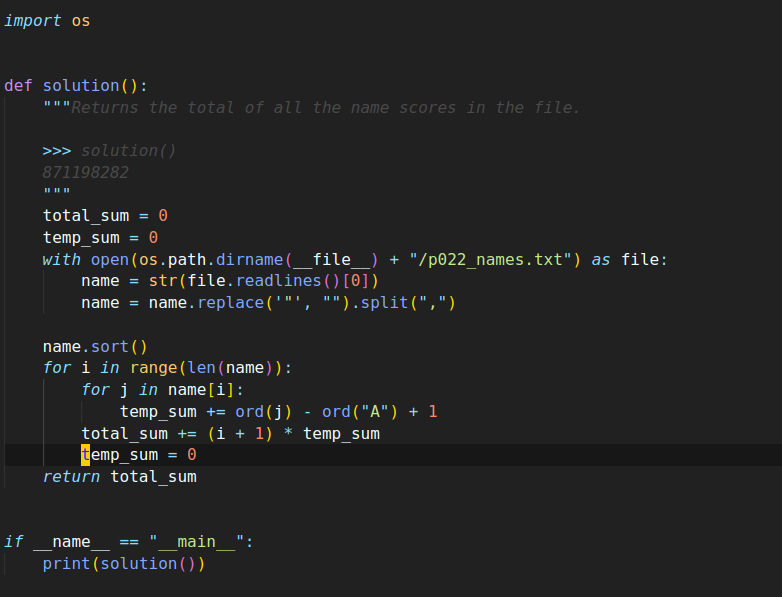 import os
def solution():
    """Returns the total of all the name scores in the file.
    >>> solution()
    871198282
    """
    total_sum = 0
    temp_sum = 0
    with open(os.path.dirname(__file__) + "/p022_names.txt") as file:
        name = str(file.readlines()[0])
        name = name.replace('"', "").split(",")
    name.sort()
    for i in range(len(name)):
        for j in name[i]:
            temp_sum += ord(j) - ord("A") + 1
        total_sum += (i + 1) * temp_sum
        temp_sum = 0
    return total_sum
if __name__ == "__main__":
    print(solution())